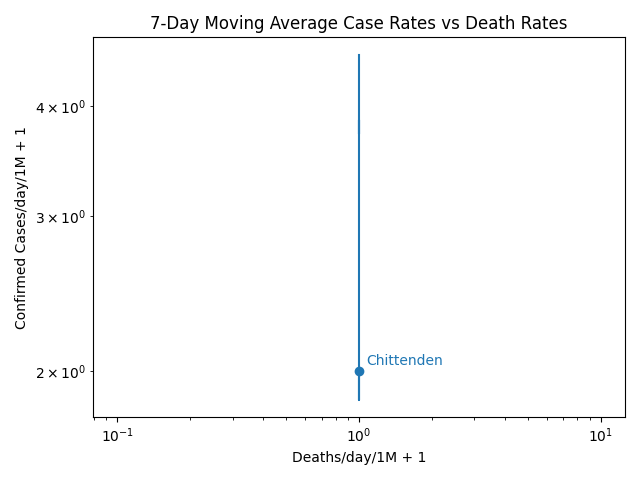 7-Day Moving Average Case Rates vs Death Rates
Confirmed Cases/day/1M + 1
4 × 10⁰
3 × 10⁰
2 × 10⁰
Chittenden
10⁻¹
10⁰
10¹
Deaths/day/1M + 1